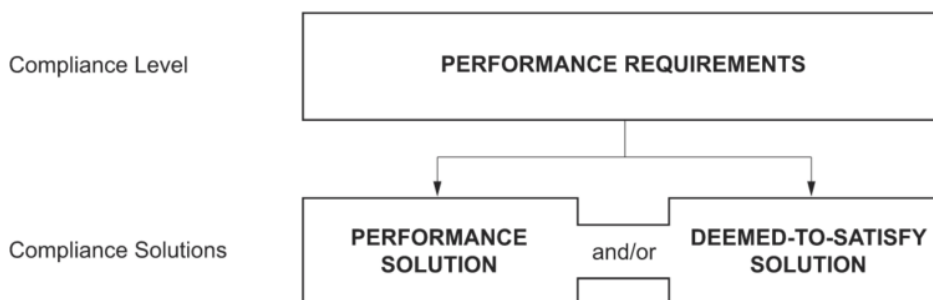 Compliance Level
PERFORMANCE REQUIREMENTS
Compliance Solutions
PERFORMANCE
SOLUTION
and/or
DEEMED-TO-SATISFY
SOLUTION